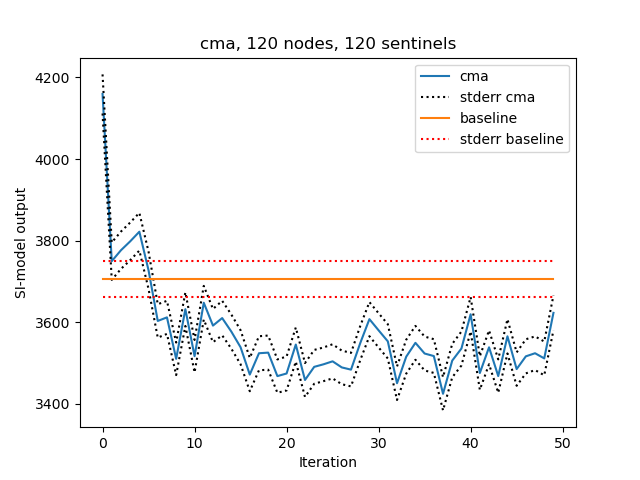 cma, 120 nodes, 120 sentinels
4200
4000
3800
3600
3400
SI-model output
cma
stderr cma
baseline
stderr baseline
0 10 20 30 40 50
Iteration